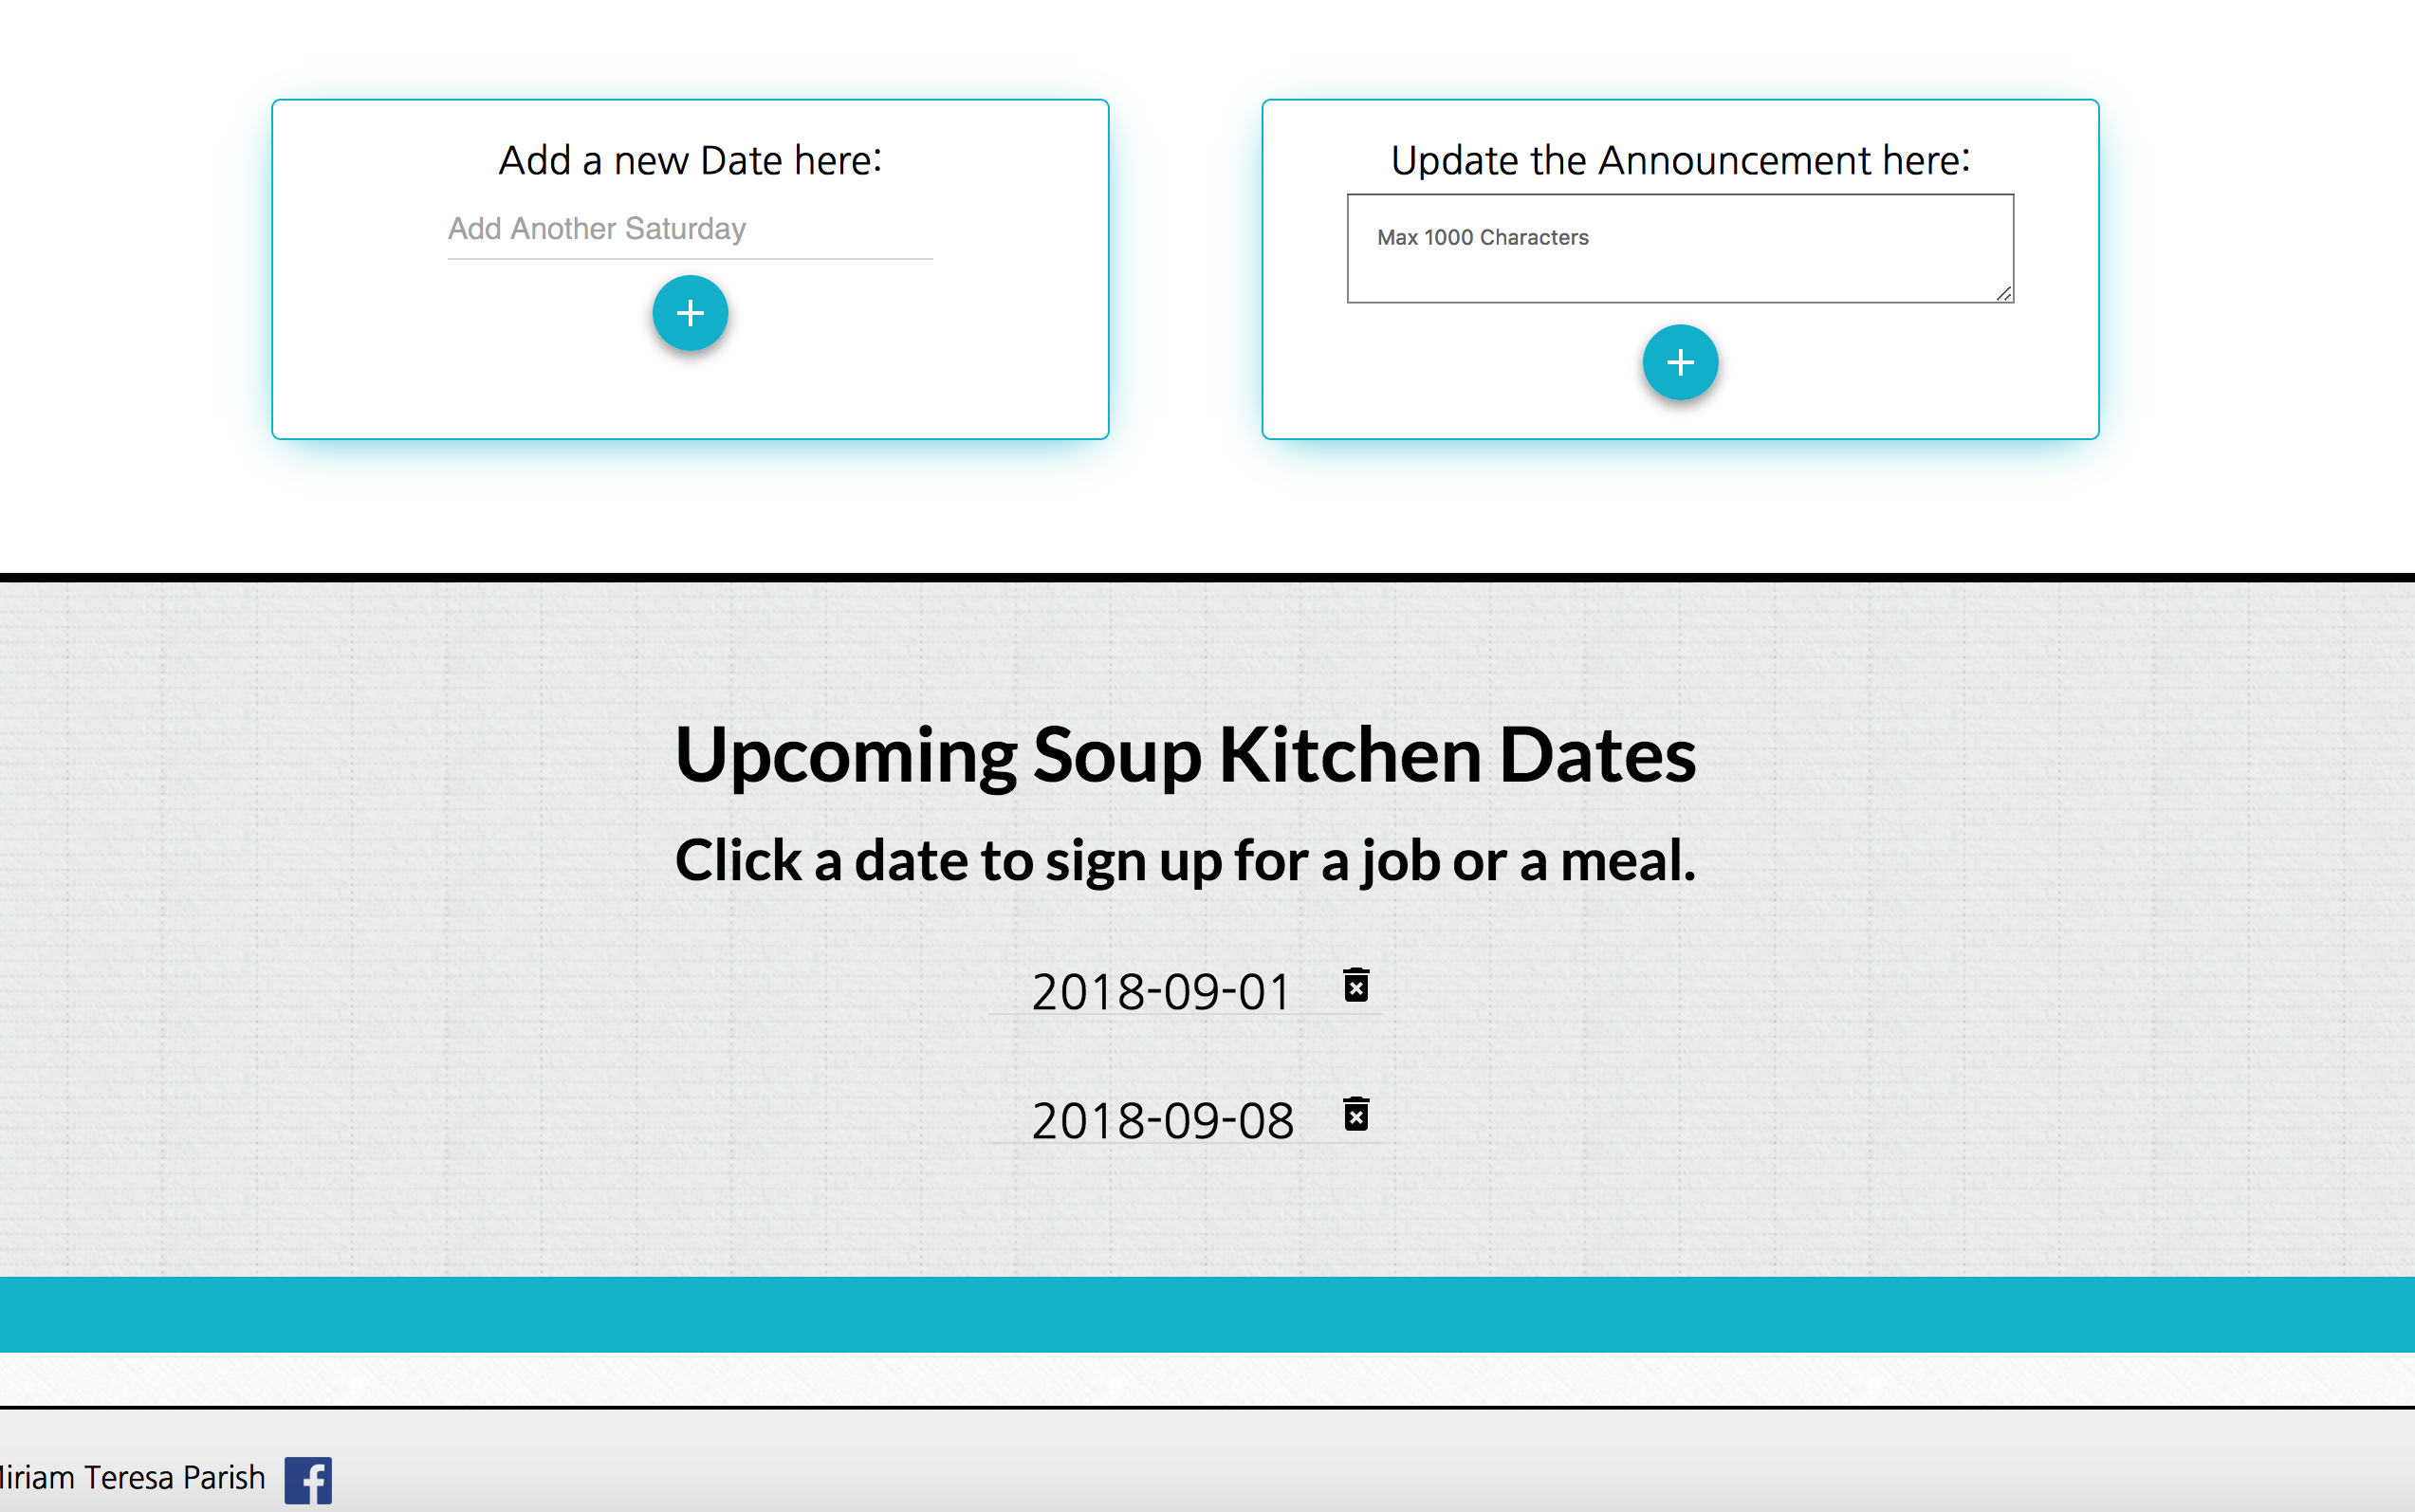 Add a new Date here:
Add Another Saturday
Update the Announcement here:
Max 1000 Characters
Upcoming Soup Kitchen Dates
Click a date to sign up for a job or a meal.
2018-09-01
2018-09-08
Teresa Parish